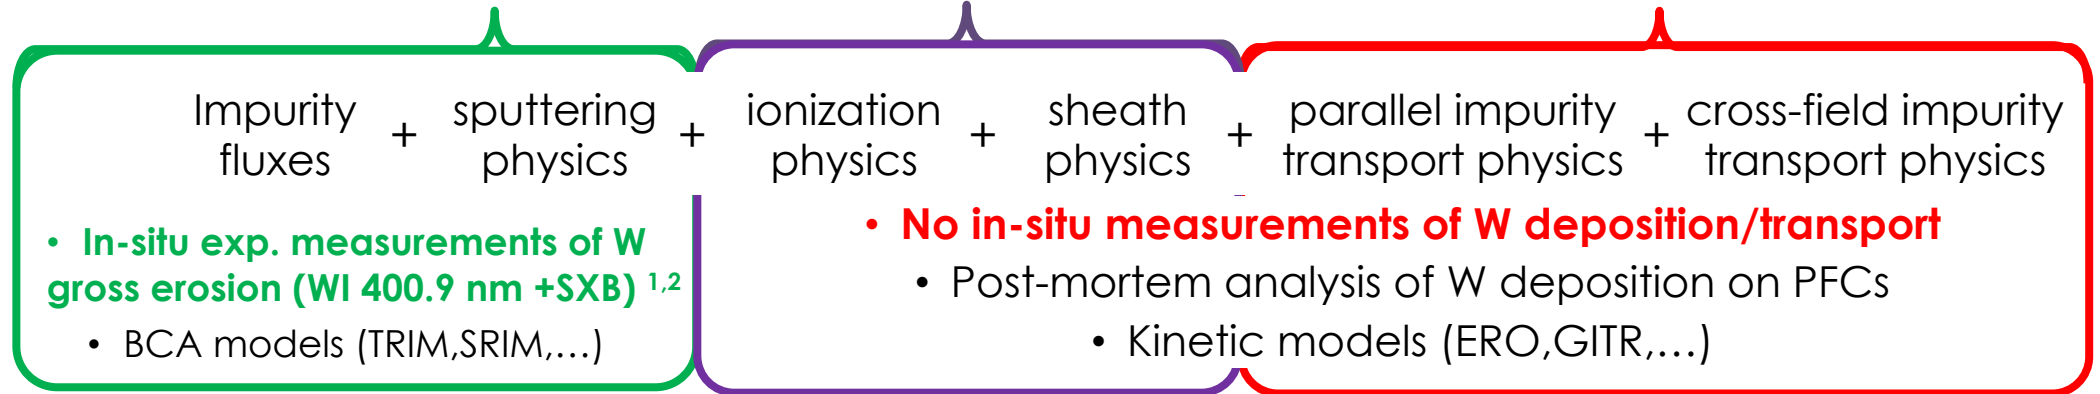 Impurity fluxes + sputtering physics + ionization physics + sheath physics + parallel impurity transport physics + cross-field impurity transport physics
• In-situ exp. measurements of W
gross erosion (WI 400.9 nm +SXB) 1,2
• BCA models (TRIM,SRIM,...)
• No in-situ measurements of W deposition/transport
• Post-mortem analysis of W deposition on PFCs
• Kinetic models (ERO,GITR,...)